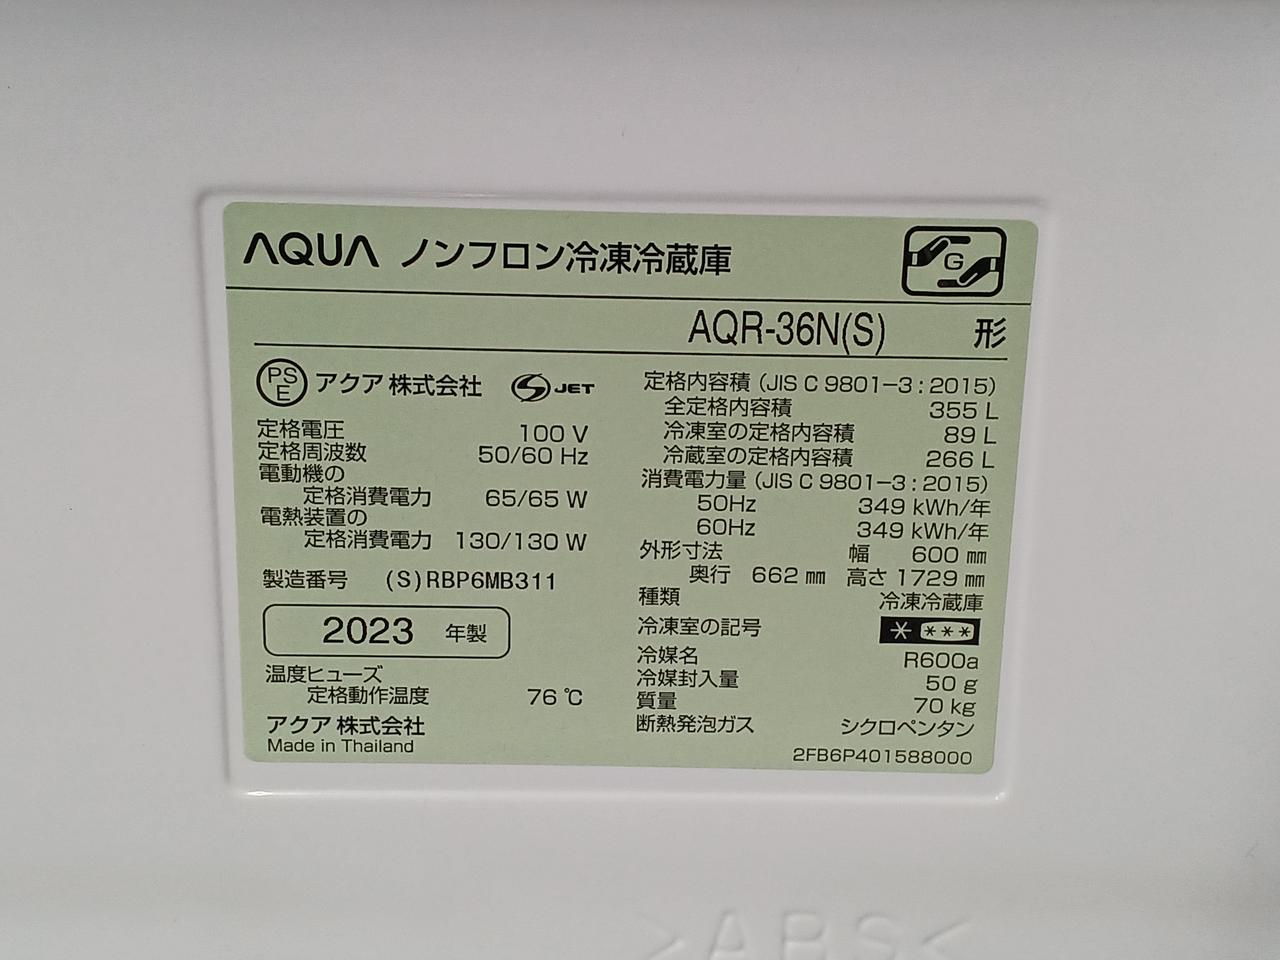 AQUA ノンフロン冷凍冷蔵庫
G
AQR-36N(S) 形
PSE アクア 株式会社 S JET
定格電圧 100 V
定格周波数 50/60 Hz
電動機の
定格消費電力 65/65 W
電熱装置の
定格消費電力 130/130 W
製造番号 (S)RBP6MB311
2023 年製
温度ヒューズ
定格動作温度 76 ℃
アクア 株式会社
Made in Thailand
定格内容積 (JIS C 9801-3 : 2015)
全定格内容積 355 L
冷凍室の定格内容積 89 L
冷蔵室の定格内容積 266 L
消費電力量 (JIS C 9801-3 : 2015)
50Hz 349 kWh/年
60Hz 349 kWh/年
外形寸法 幅 600 ㎜
奥行 662 ㎜ 高さ 1729 ㎜
種類 冷凍冷蔵庫
冷凍室の記号 * ***
冷媒名 R600a
冷媒封入量 50 g
質量 70 kg
断熱発泡ガス シクロペンタン
2FB6P401588000
>ABS<